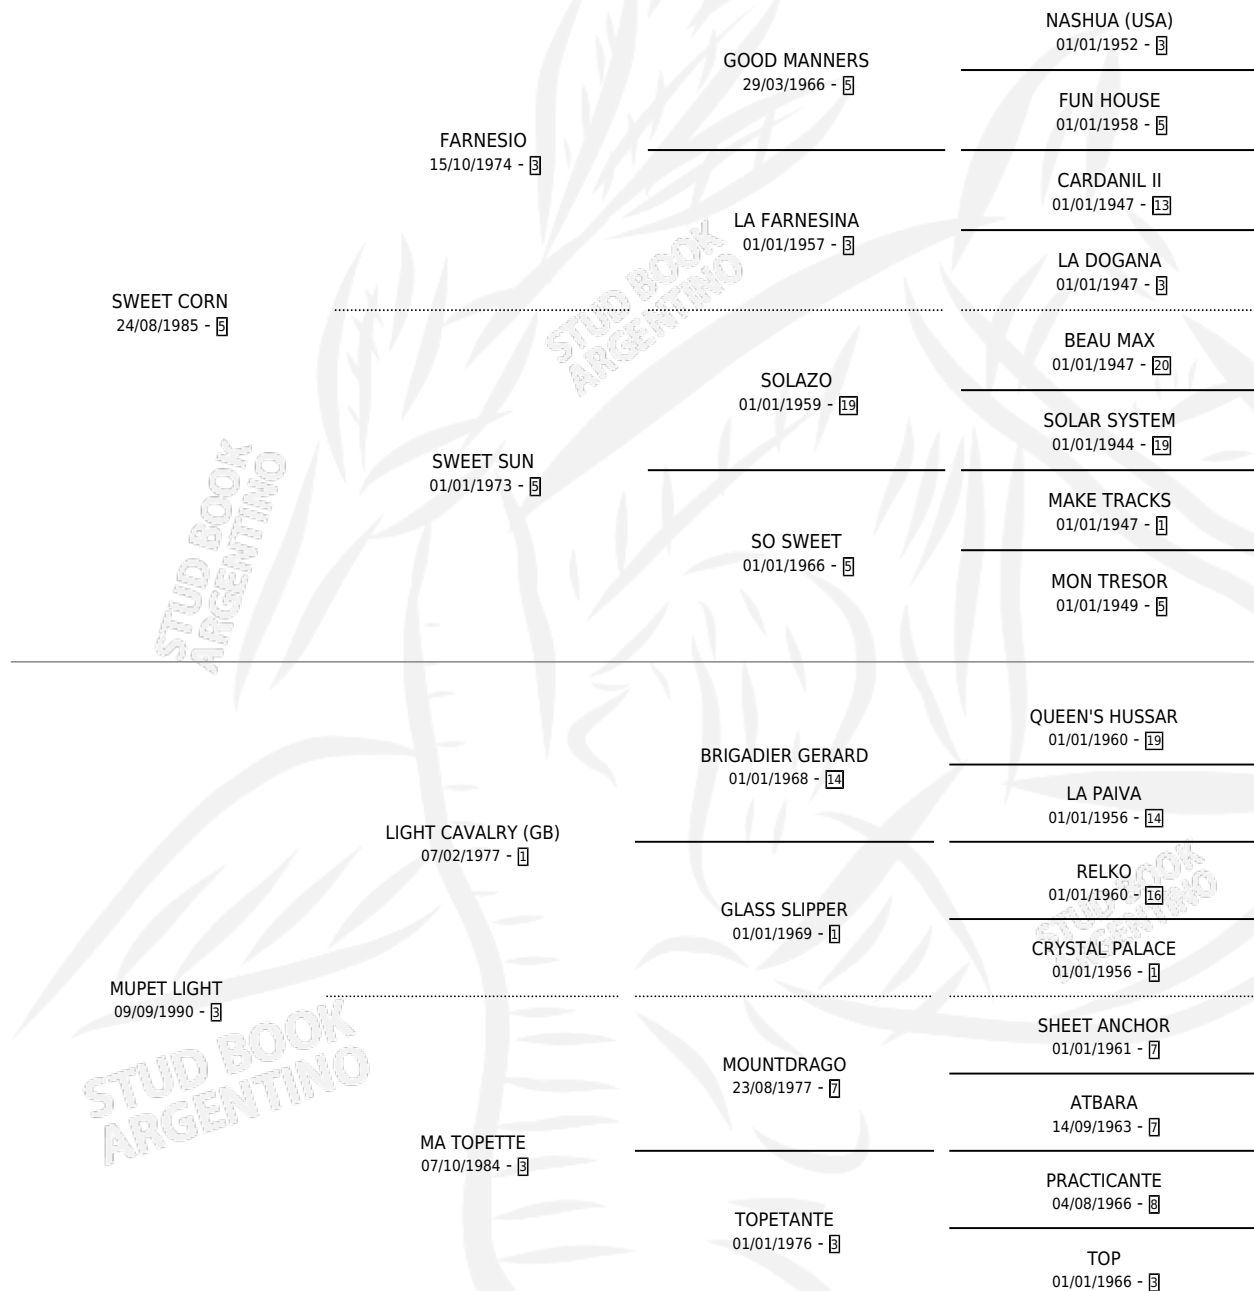 NASHUA (USA)
01/01/1952 - 3
GOOD MANNERS
29/03/1966 - 5
FUN HOUSE
01/01/1958 - 5
FARNESIO
15/10/1974 - 3
CARDANIL II
01/01/1947 - 13
LA FARNESINA
01/01/1957 - 3
LA DOGANA
01/01/1947 - 3
SWEET CORN
24/08/1985 - 5
BEAU MAX
01/01/1947 - 20
SOLAZO
01/01/1959 - 19
SOLAR SYSTEM
01/01/1944 - 19
SWEET SUN
01/01/1973 - 5
MAKE TRACKS
01/01/1947 - 1
SO SWEET
01/01/1966 - 5
MON TRESOR
01/01/1949 - 5
QUEEN'S HUSSAR
01/01/1960 - 19
BRIGADIER GERARD
01/01/1968 - 14
LA PAIVA
01/01/1956 - 14
LIGHT CAVALRY (GB)
07/02/1977 - 1
RELKO
01/01/1960 - 16
GLASS SLIPPER
01/01/1969 - 1
CRYSTAL PALACE
01/01/1956 - 1
MUPET LIGHT
09/09/1990 - 3
SHEET ANCHOR
01/01/1961 - 7
MOUNTDRAGO
23/08/1977 - 7
ATBARA
14/09/1963 - 7
MA TOPETTE
07/10/1984 - 3
PRACTICANTE
04/08/1966 - 8
TOPETANTE
01/01/1976 - 3
TOP
01/01/1966 - 3
STUD BOOK
ARGENTINO
STUD BOOK
ARGENTINO
STUD BOOK
ARGENTINO
STUD BOOK
ARGENTINO